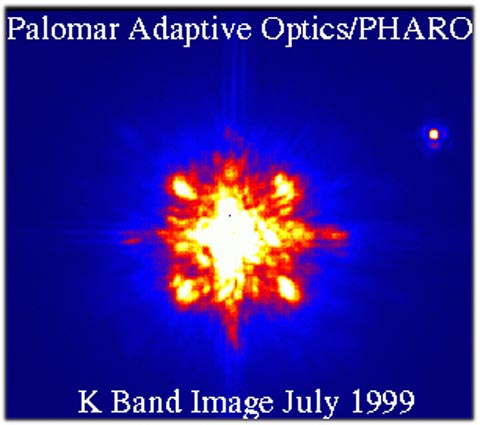 Palomar Adaptive Optics/PHARO
K Band Image July 1999